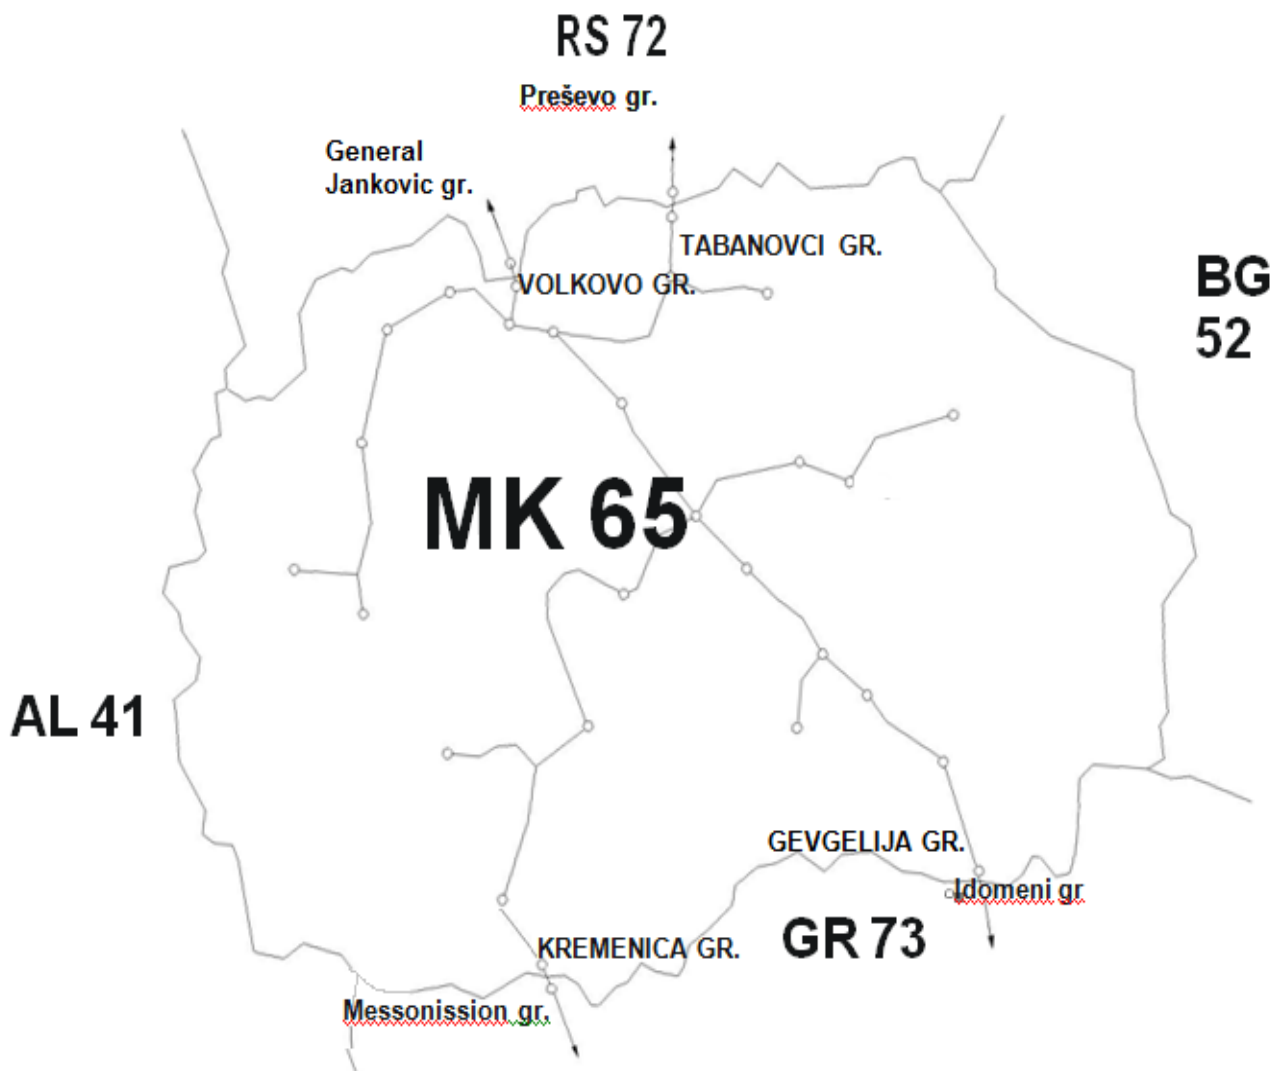 RS 72
Preševo gr.
General
Jankovic gr.
TABANOVCI GR.
VOLKOVO GR.
BG
52
MK 65
AL 41
GEVGELIJA GR.
Idomeni gr
GR 73
KREMENICA GR.
Messonission gr.